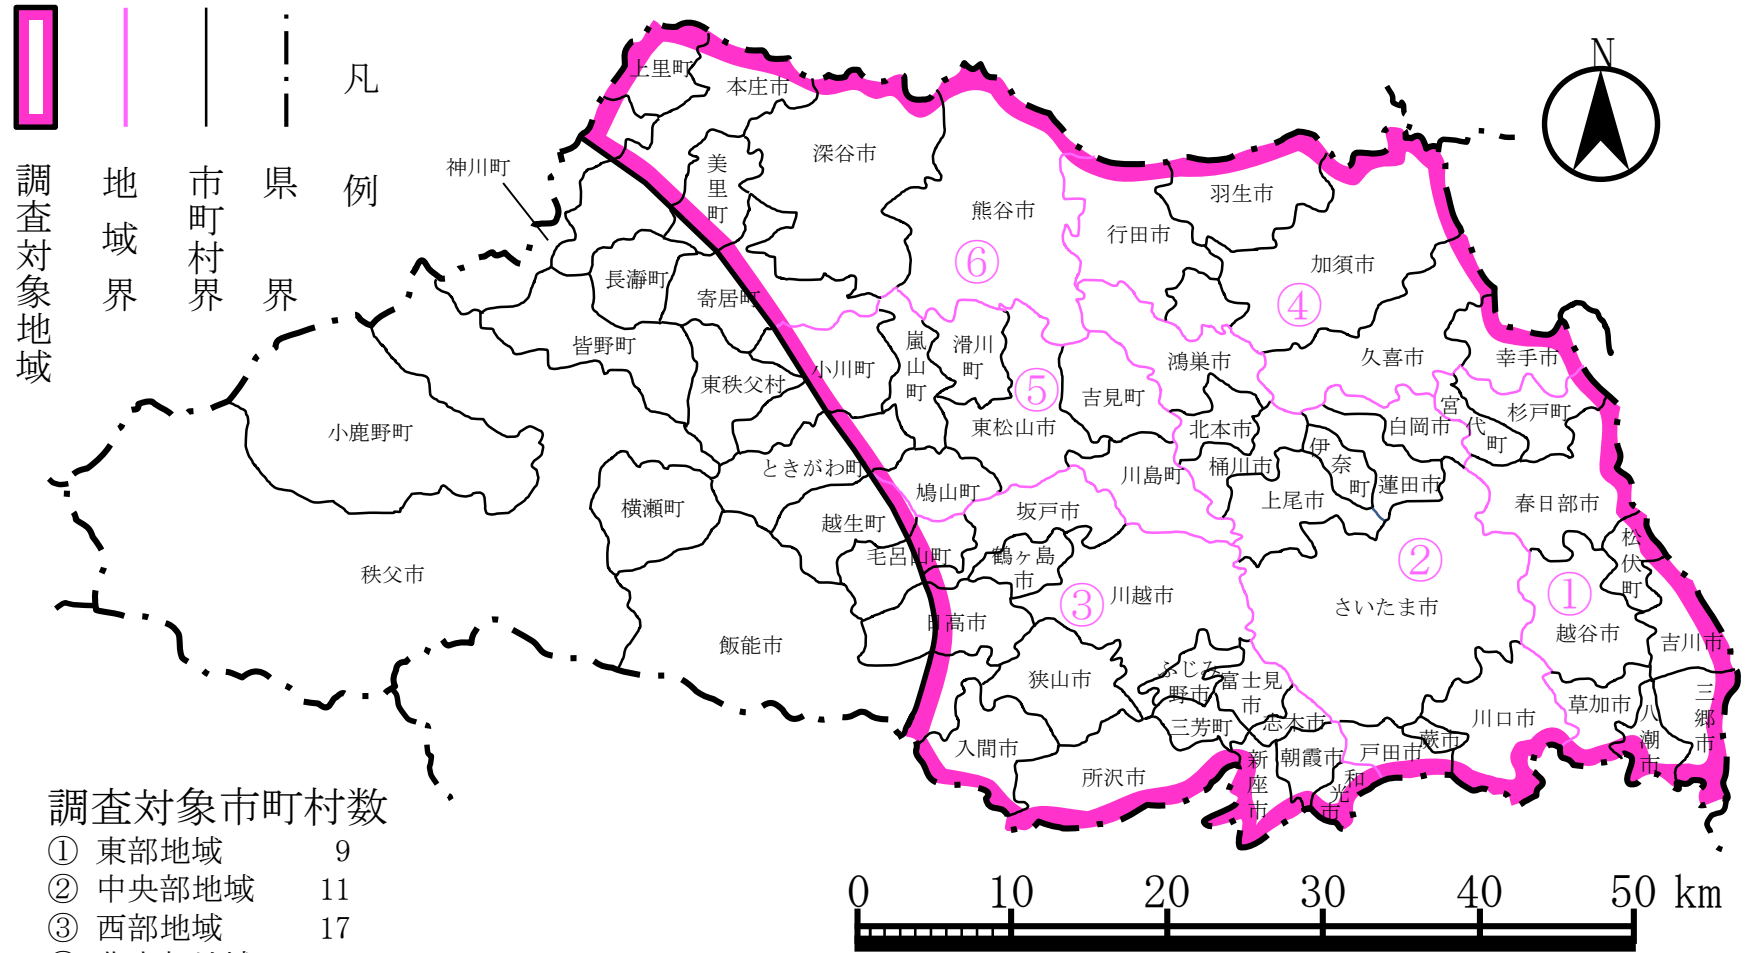 凡例
県界
市町村界
地域界
調査対象地域
N
上里町
本庄市
神川町
美里町
深谷市
熊谷市
行田市
羽生市
加須市
⑥
④
長瀞町
寄居町
皆野町
東秩父村
小川町
嵐山町
滑川町
⑤
吉見町
鴻巣市
久喜市
幸手市
小鹿野町
東松山市
北本市
白岡市
宮代町
杉戸町
ときがわ町
鳩山町
川島町
桶川市
伊奈町
蓮田市
上尾市
春日部市
横瀬町
越生町
坂戸市
毛呂山町
鶴ヶ島市
②
松伏町
秩父市
③
川越市
さいたま市
①
越谷市
日高市
飯能市
吉川市
狭山市
ふじみ野市
富士見市
三芳町
志木市
川口市
草加市
八潮市
三郷市
入間市
所沢市
新座市
朝霞市
和光市
戸田市
蕨市
調査対象市町村数
① 東部地域 9
② 中央部地域 11
③ 西部地域 17
0 10 20 30 40 50 km